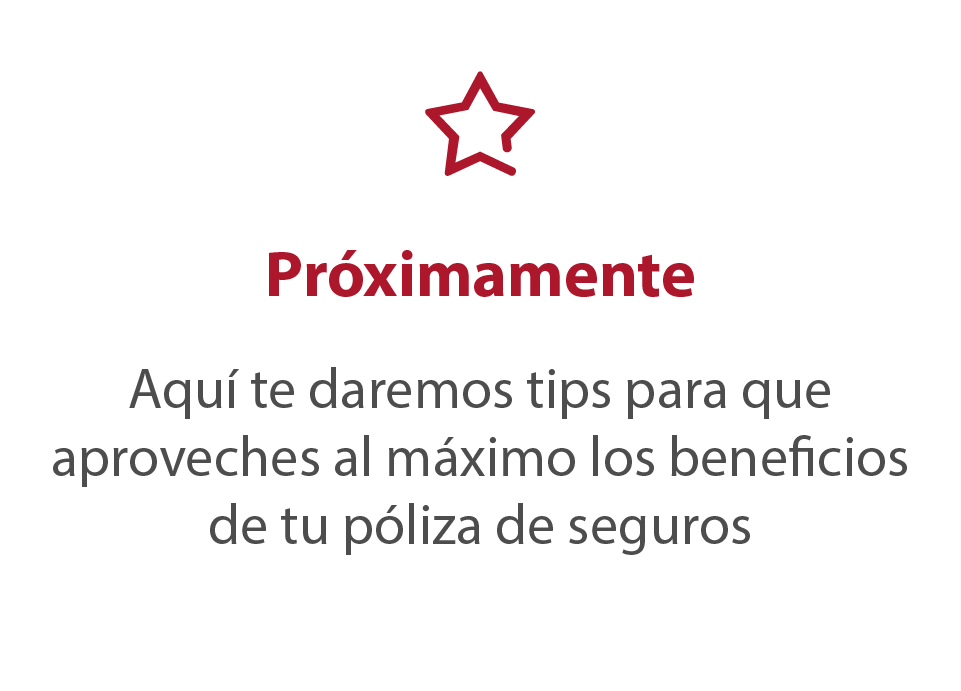 Próximamente
Aquí te daremos tips para que
aproveches al máximo los beneficios
de tu póliza de seguros